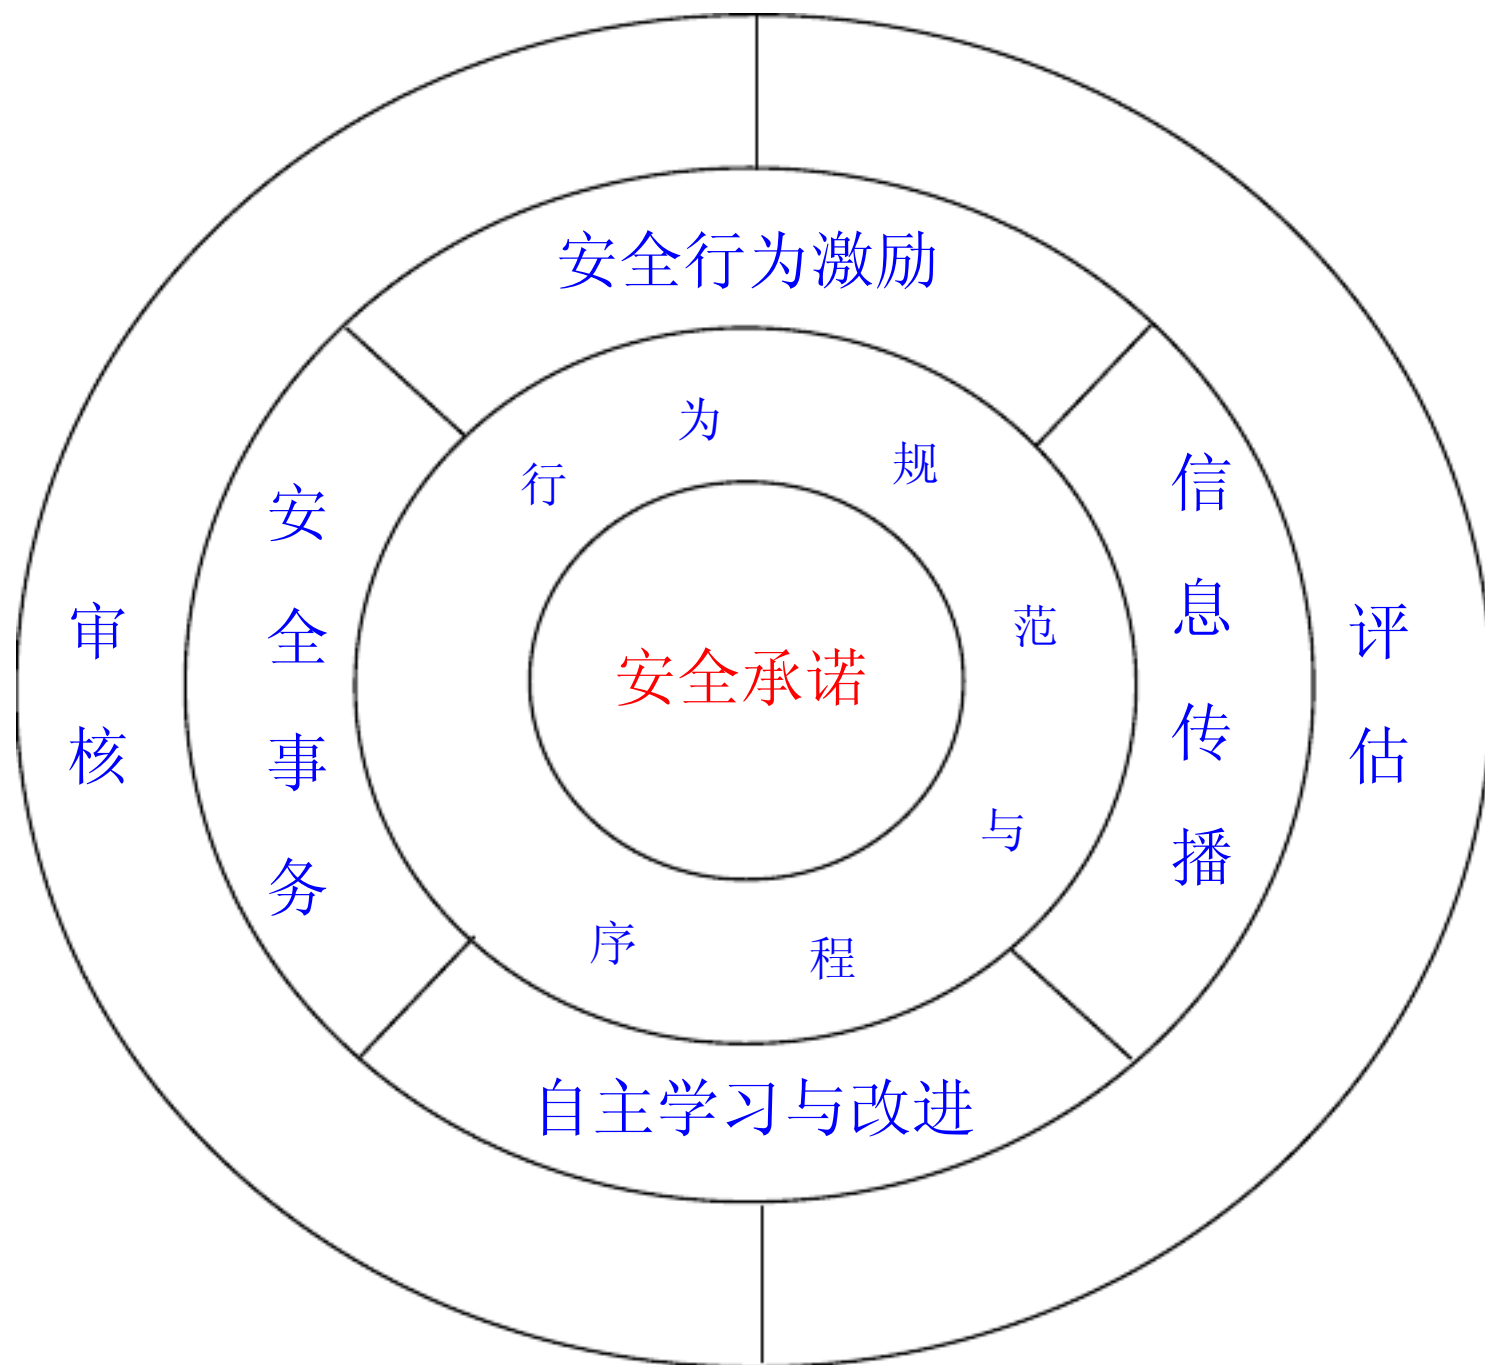 安全行为激励
行为规范与程序
安全事务
信息传播
审核
评估
安全承诺
自主学习与改进